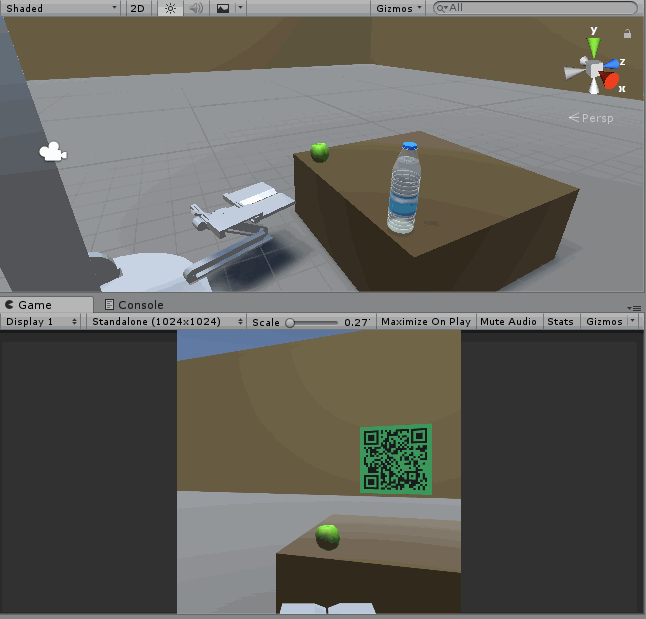 Shaded 2D Gizmos All
y
z
x
Persp
Game Console
Display 1 Standalone (1024x1024) Scale 0.27 Maximize On Play Mute Audio Stats Gizmos